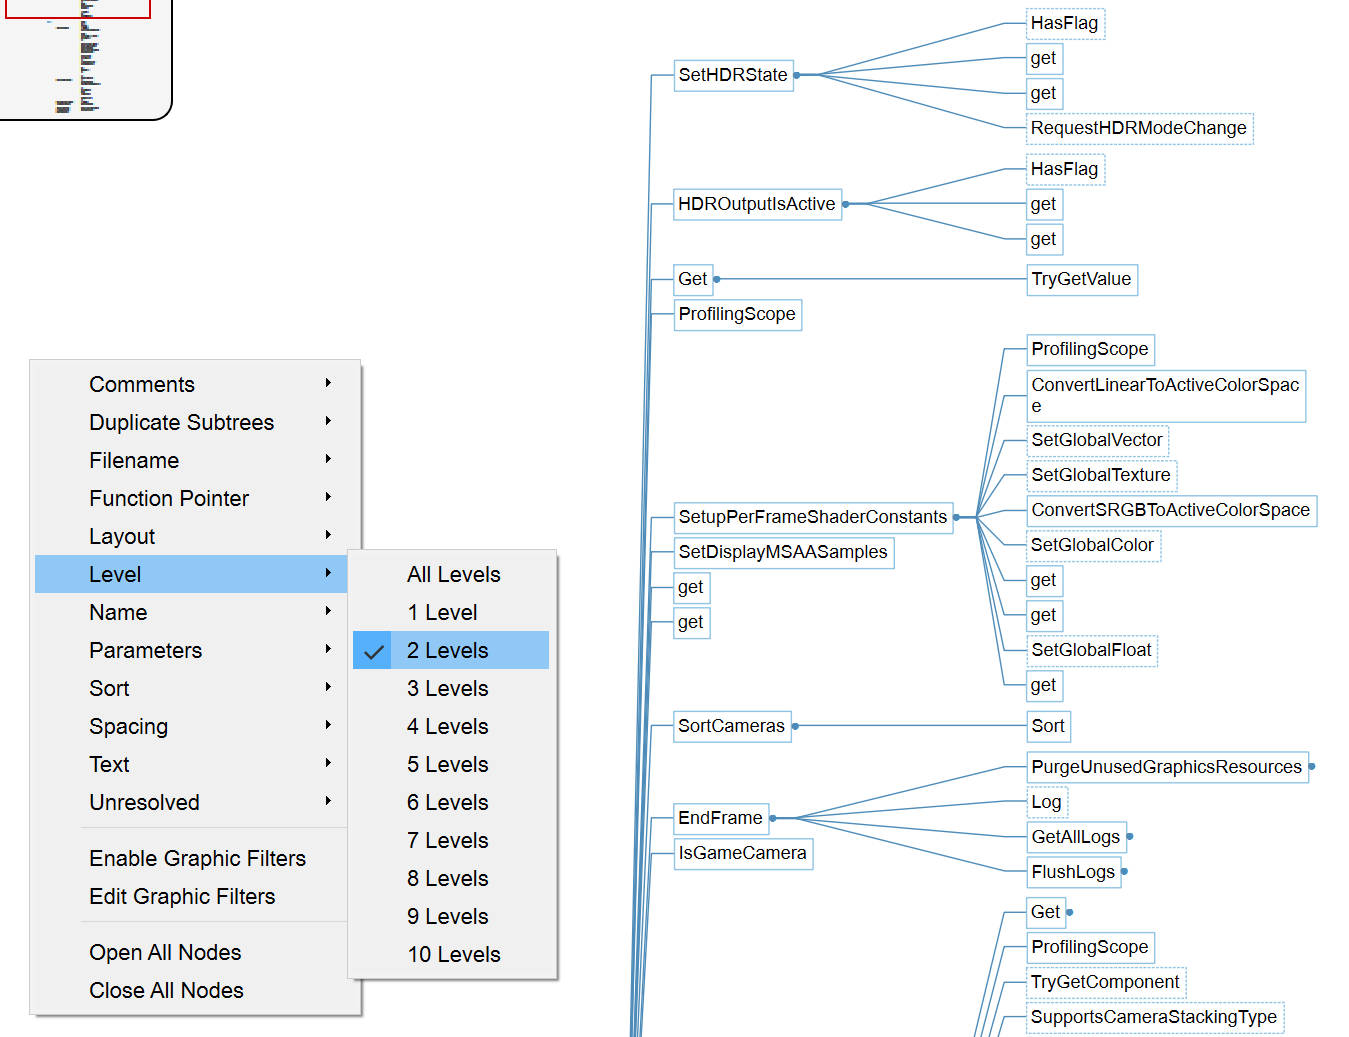 HasFlag
get
SetHDRState
get
RequestHDRModeChange
HasFlag
HDROutputIsActive
get
get
Get
TryGetValue
ProfilingScope
ProfilingScope
ConvertLinearToActiveColorSpac
e
SetGlobalVector
SetGlobalTexture
SetupPerFrameShaderConstants
ConvertSRGBToActiveColorSpace
SetDisplayMSAASamples
SetGlobalColor
get
get
get
get
SetGlobalFloat
get
SortCameras
Sort
PurgeUnusedGraphicsResources
EndFrame
Log
GetAllLogs
IsGameCamera
FlushLogs
Get
ProfilingScope
TryGetComponent
SupportsCameraStackingType
Comments
Duplicate Subtrees
Filename
Function Pointer
Layout
Level
Name
Parameters
Sort
Spacing
Text
Unresolved
Enable Graphic Filters
Edit Graphic Filters
Open All Nodes
Close All Nodes
All Levels
1 Level
2 Levels
3 Levels
4 Levels
5 Levels
6 Levels
7 Levels
8 Levels
9 Levels
10 Levels